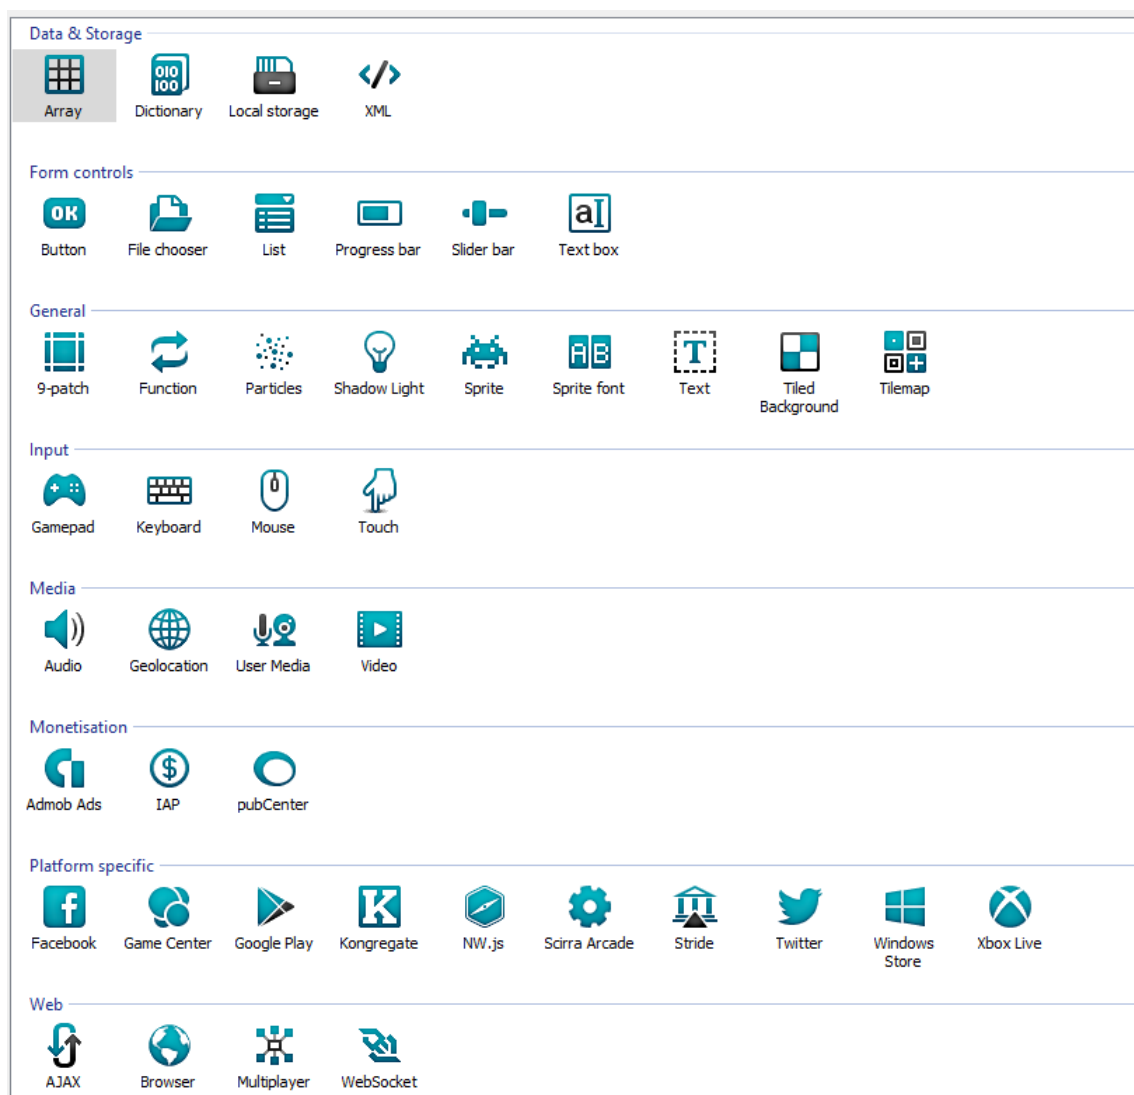 Data & Storage
Array Dictionary Local storage XML
Form controls
OK aI
Button File chooser List Progress bar Slider bar Text box
General
AB T
9-patch Function Particles Shadow Light Sprite Sprite font Text Tiled Background Tilemap
Input
Gamepad Keyboard Mouse Touch
Media
Audio Geolocation User Media Video
Monetisation
Admob Ads IAP pubCenter
Platform specific
Facebook Game Center Google Play Kongregate NW.js Scirra Arcade Stride Twitter Windows Store Xbox Live
Web
AJAX Browser Multiplayer WebSocket